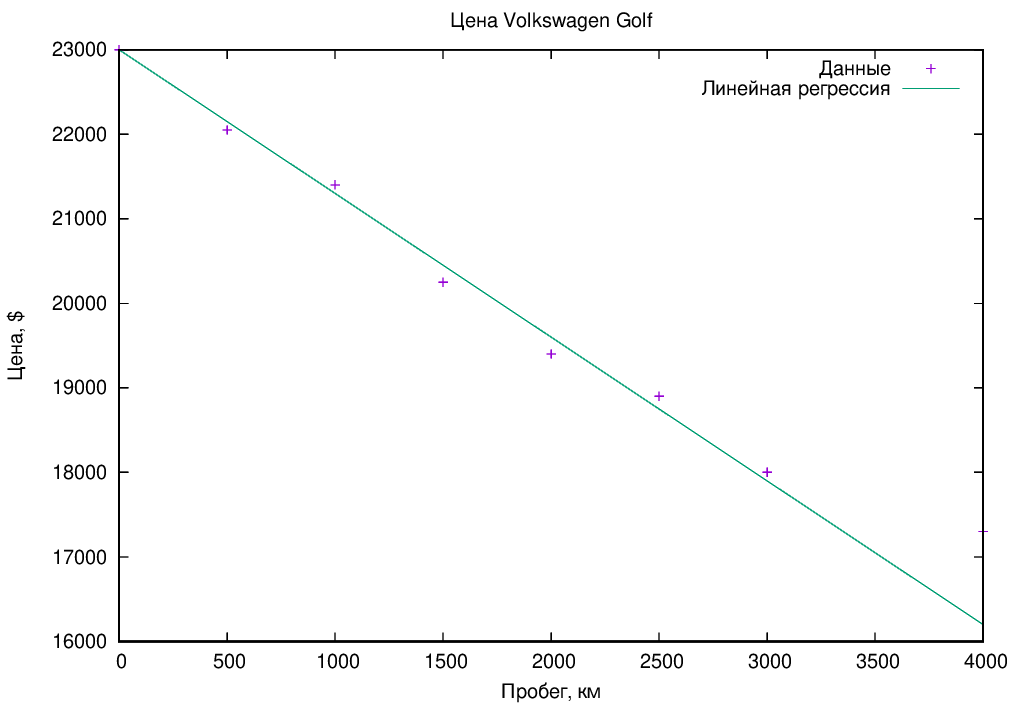 Цена Volkswagen Golf
Данные
Линейная регрессия
23000
22000
21000
20000
19000
18000
17000
16000
Цена, $
0 500 1000 1500 2000 2500 3000 3500 4000
Пробег, км